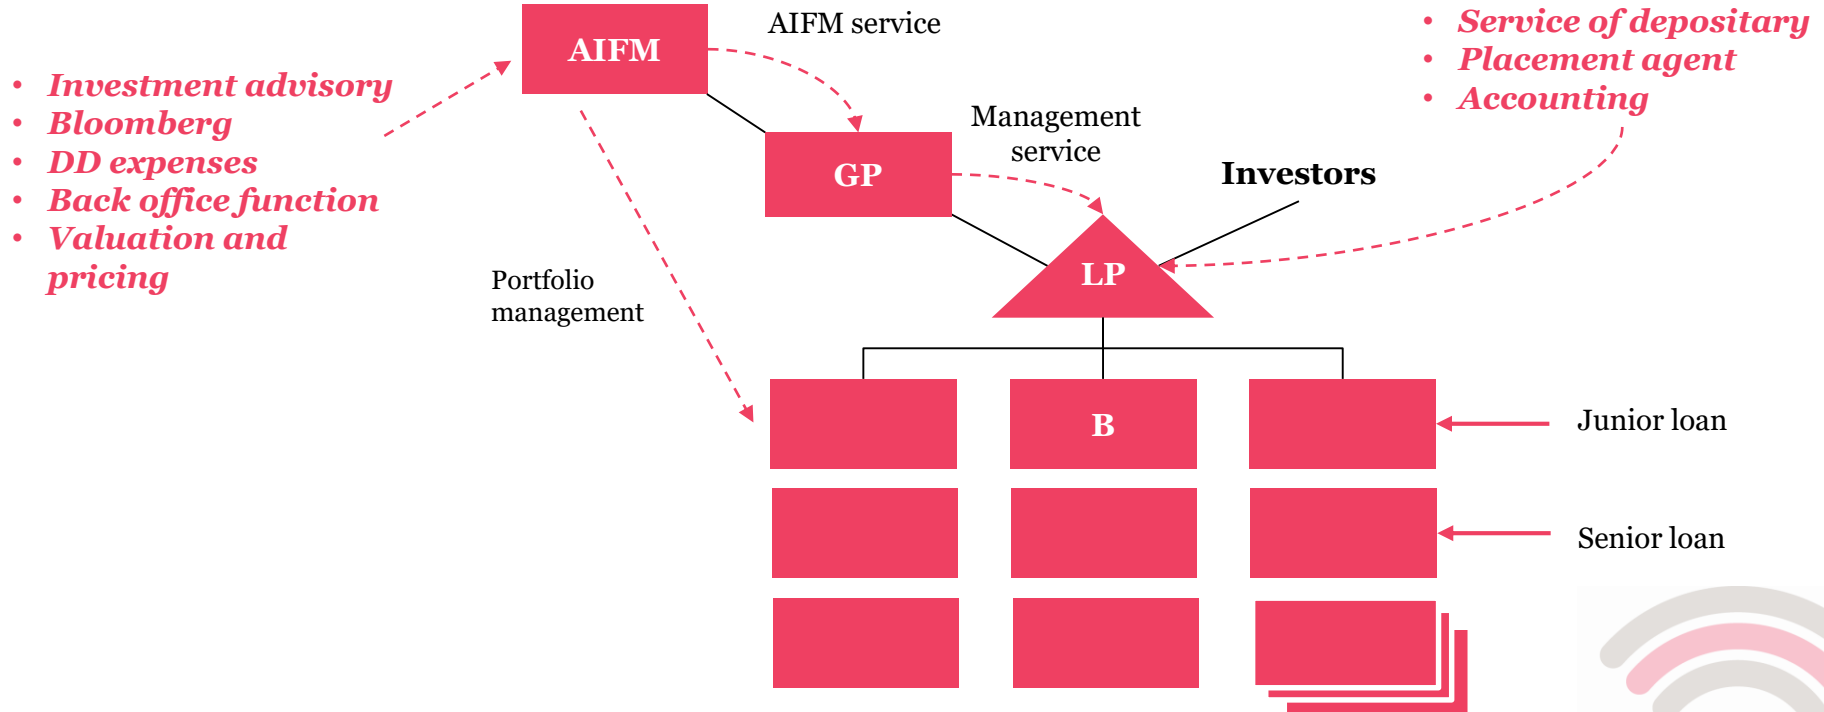 AIFM
AIFM service
• Investment advisory
• Bloomberg
• DD expenses
• Back office function
• Valuation and
pricing
• Service of depositary
• Placement agent
• Accounting
Management
service
GP
Investors
LP
Portfolio
management
B
Junior loan
Senior loan